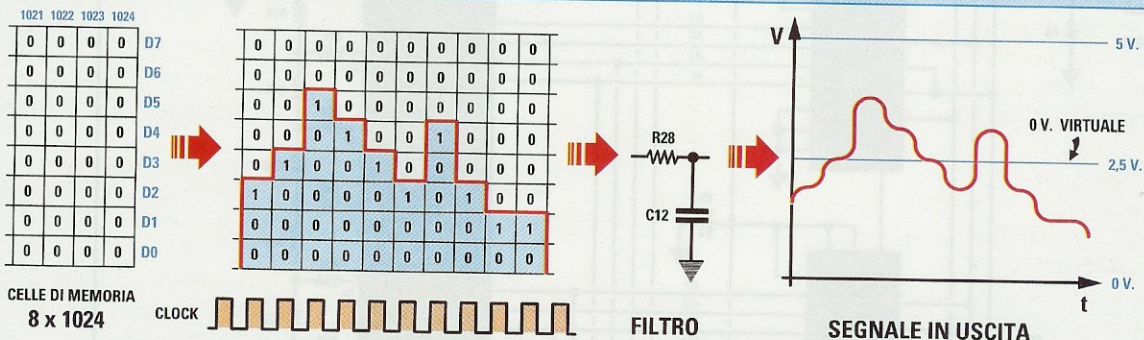 1021 1022 1023 1024
0 0 0 0 D7
0 0 0 0 D6
0 0 0 0 D5
0 0 0 0 D4
0 0 0 0 D3
0 0 0 0 D2
0 0 0 0 D1
0 0 0 0 D0
CELLE DI MEMORIA
8 x 1024
0 0 0 0 0 0 0 0 0 0
0 0 0 0 0 0 0 0 0 0
0 0 1 0 0 0 0 0 0 0
0 0 0 1 0 0 1 0 0 0
0 1 0 0 1 0 0 0 0 0
1 0 0 0 0 1 0 1 0 0
0 0 0 0 0 0 0 0 1 1
0 0 0 0 0 0 0 0 0 0
CLOCK
R28
C12
FILTRO
V
5 V.
0 V. VIRTUALE
2,5 V.
0 V.
t
SEGNALE IN USCITA